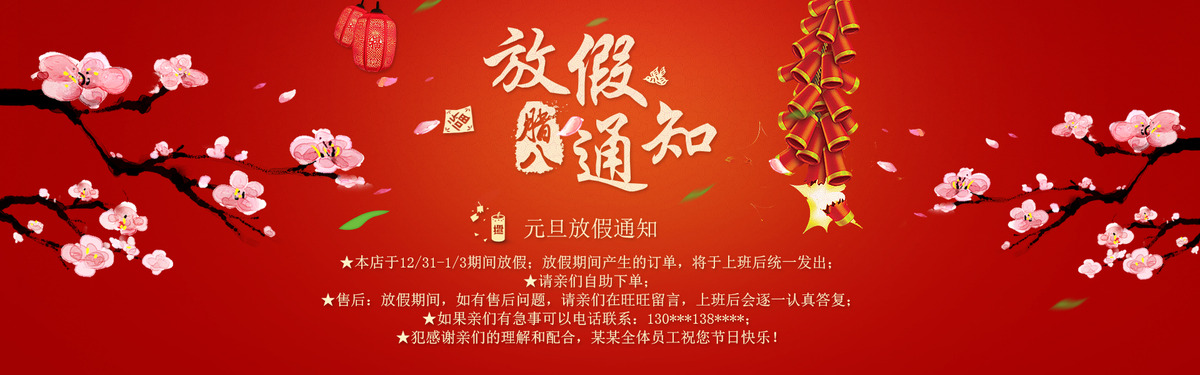 放假
腊八
通知
元旦放假通知
★本店于12/31-1/3期间放假；放假期间产生的订单，将于上班后统一发出；
★请亲们自助下单；
★售后：放假期间，如有售后问题，请亲们在旺旺留言，上班后会逐一认真答复；
★如果亲们有急事可以电话联系：130***138****；
★犯感谢亲们的理解和配合，某某全体员工祝您节日快乐！